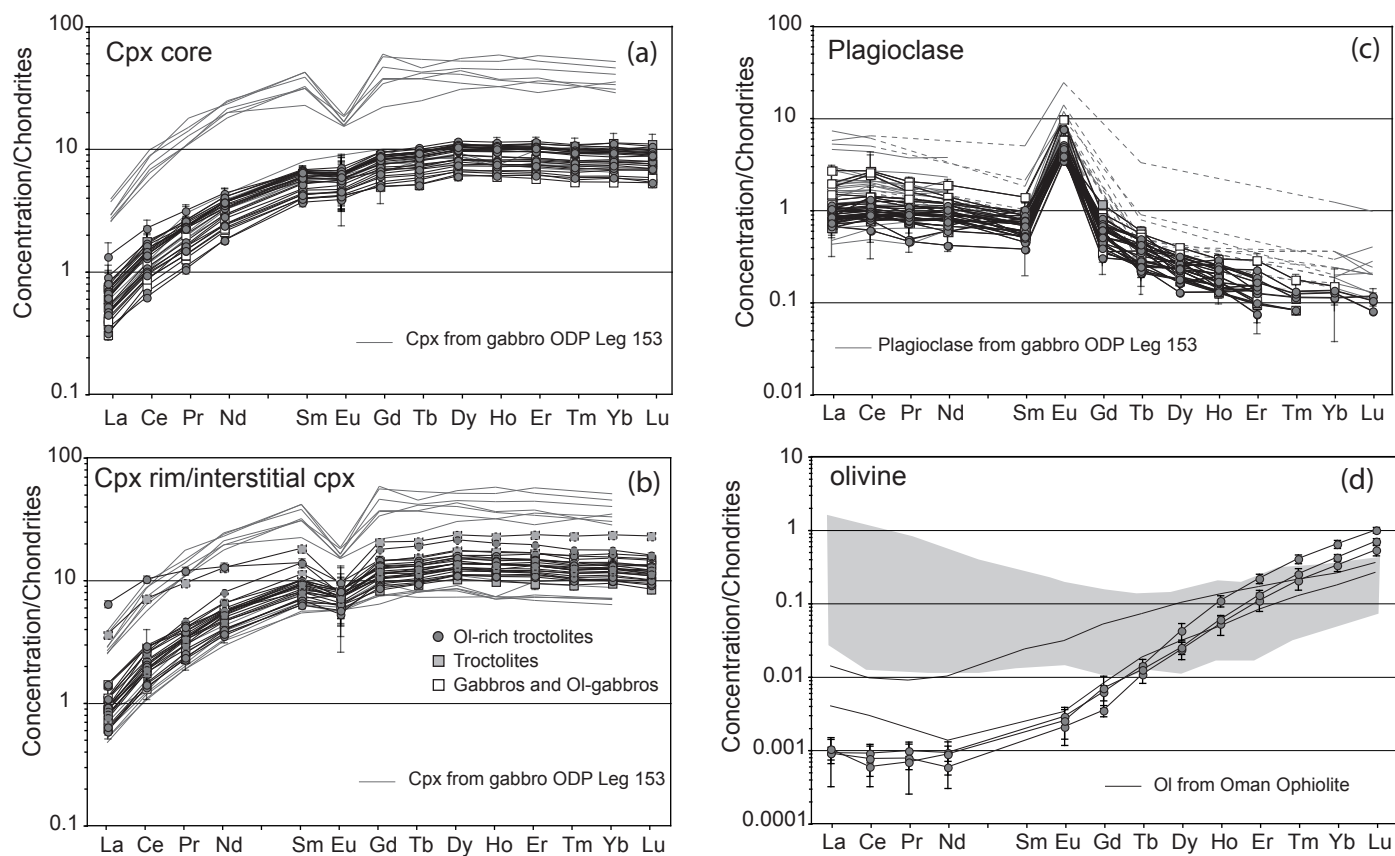 Cpx core
(a)
Concentration/Chondrites
100
10
1
0.1
Cpx from gabbro ODP Leg 153
La Ce Pr Nd Sm Eu Gd Tb Dy Ho Er Tm Yb Lu
Plagioclase
(c)
Concentration/Chondrites
100
10
1
0.1
0.01
Plagioclase from gabbro ODP Leg 153
La Ce Pr Nd Sm Eu Gd Tb Dy Ho Er Tm Yb Lu
Cpx rim/interstitial cpx
(b)
Concentration/Chondrites
100
10
1
0.1
Ol-rich troctolites
Troctolites
Gabbros and Ol-gabbros
Cpx from gabbro ODP Leg 153
La Ce Pr Nd Sm Eu Gd Tb Dy Ho Er Tm Yb Lu
olivine
(d)
Concentration/Chondrites
10
1
0.1
0.01
0.001
0.0001
Ol from Oman Ophiolite
La Ce Pr Nd Sm Eu Gd Tb Dy Ho Er Tm Yb Lu